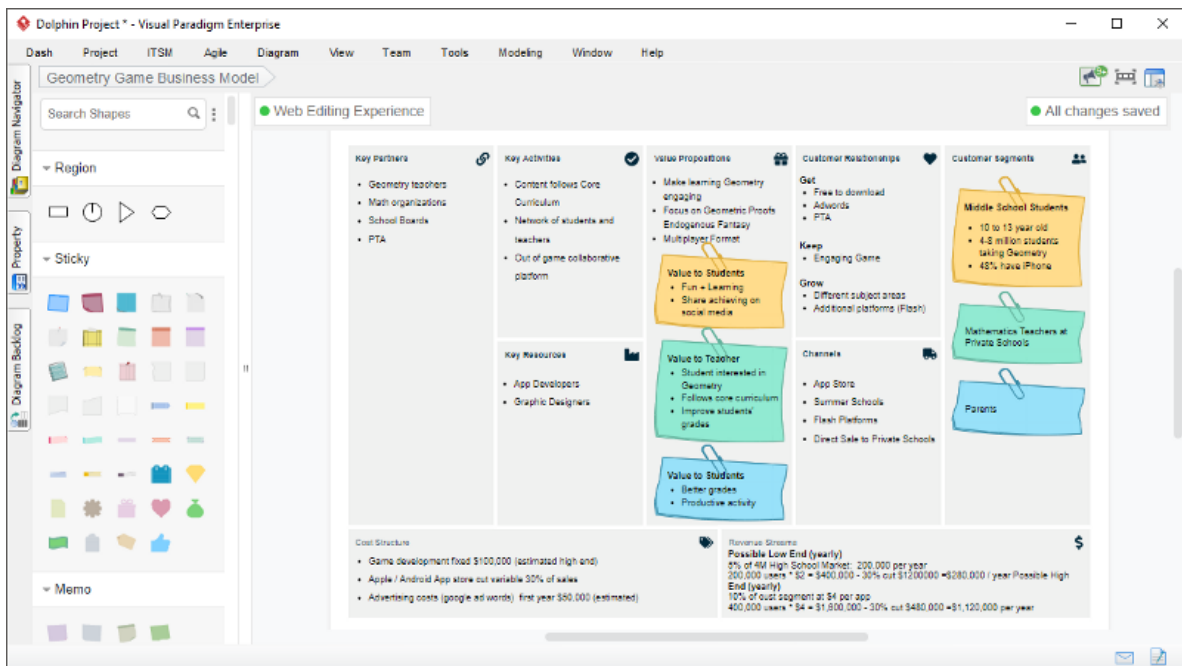 Dolphin Project * - Visual Paradigm Enterprise
Dash Project ITSM Agile Diagram View Team Tools Modeling Window Help
Geometry Game Business Model
Diagram Navigator
Property
Diagram Backlog
Search Shapes
Region
Sticky
Memo
Web Editing Experience
All changes saved
Key Partners
Geometry teachers
Math organizations
School Boards
PTA
Key Activities
Content follows Core
Curriculum
Network of students and
teachers
Out of game collaborative
platform
Key Resources
App Developers
Graphic Designers
Value Propositions
Make learning Geometry
engaging
Focus on Geometric Proofs
Endogenous Fantasy
Multiplayer Format
Value to Students
Fun + Learning
Share achieving on
social media
Value to Teacher
Student interested in
Geometry
Follows core curriculum
Improve students'
grades
Value to Students
Better grades
Productive activity
Customer Relationships
Get
Free to download
Adwords
PTA
Keep
Engaging Game
Grow
Different subject areas
Additional platforms (Flash)
Channels
App Store
Summer Schools
Flash Platforms
Direct Sale to Private Schools
Customer Segments
Middle School Students
10 to 13 year old
4-8 million students
taking Geometry
48% have iPhone
Mathematics Teachers at
Private Schools
Parents
Cost Structure
Game development fixed $100,000 (estimated high end)
Apple / Android App store cut variable 30% of sales
Advertising costs (google ad words) first year $50,000 (estimated)
Revenue Streams
Possible Low End (yearly)
5% of 4M High School Market: 200,000 per year
200,000 users * $2 = $400,000 - 30% cut $1200000 =$280,000 / year Possible High
End (yearly)
10% of cust segment at $4 per app
400,000 users * $4 = $1,600,000 - 30% cut $480,000 =$1,120,000 per year